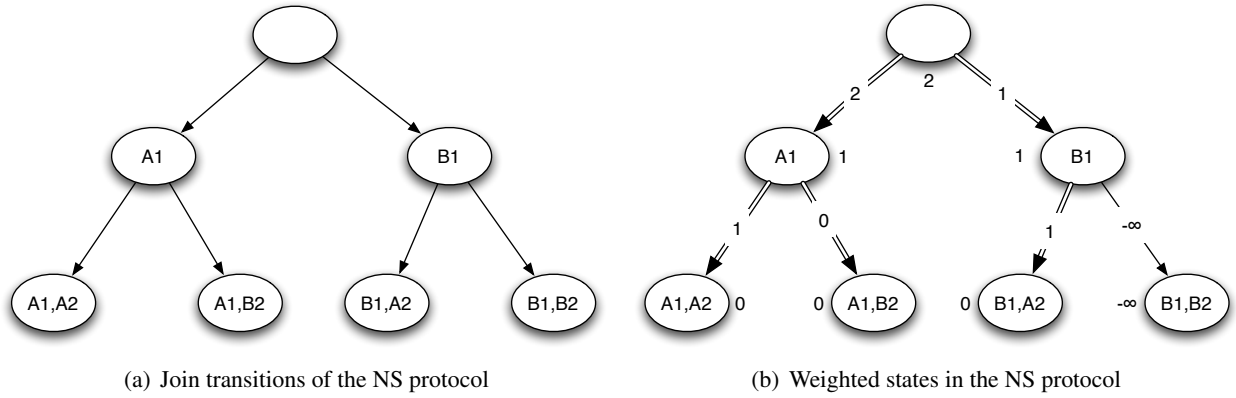 2
2
1
A1
B1
A1
1
1
B1
1
0
1
-∞
A1,A2
A1,B2
B1,A2
B1,B2
A1,A2
0
0
A1,B2
0
B1,A2
-∞
B1,B2
(a) Join transitions of the NS protocol
(b) Weighted states in the NS protocol